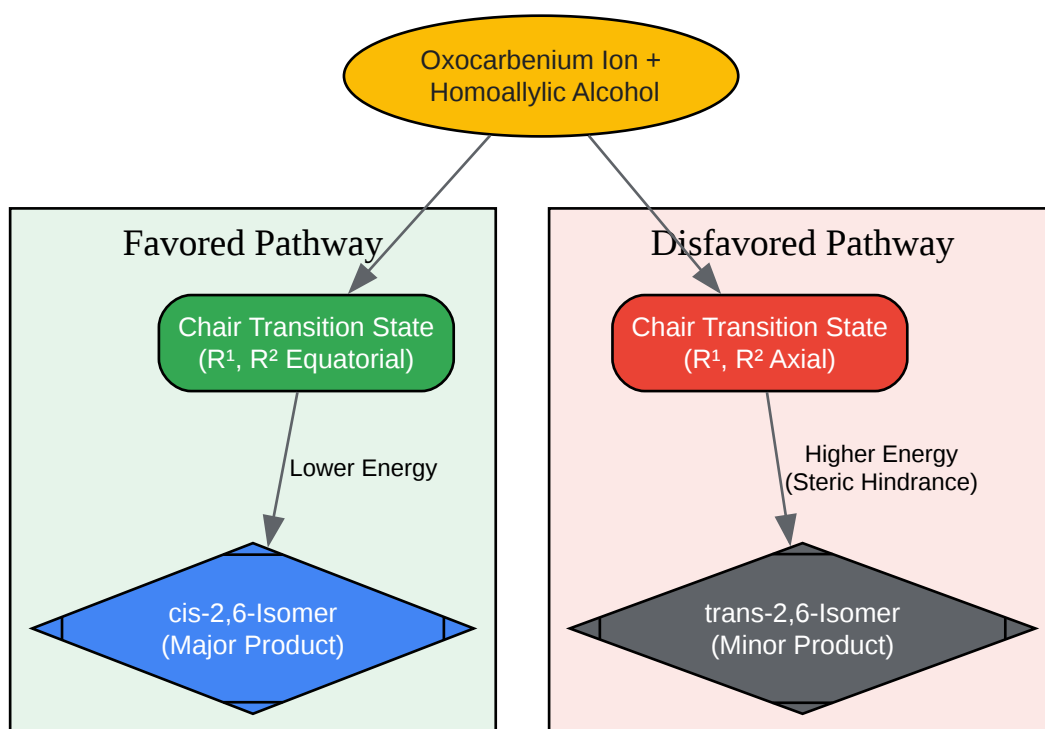 Oxocarbenium Ion +
Homoallylic Alcohol
Favored Pathway
Chair Transition State
(R¹, R² Equatorial)
Lower Energy
cis-2,6-Isomer
(Major Product)
Disfavored Pathway
Chair Transition State
(R¹, R² Axial)
Higher Energy
(Steric Hindrance)
trans-2,6-Isomer
(Minor Product)